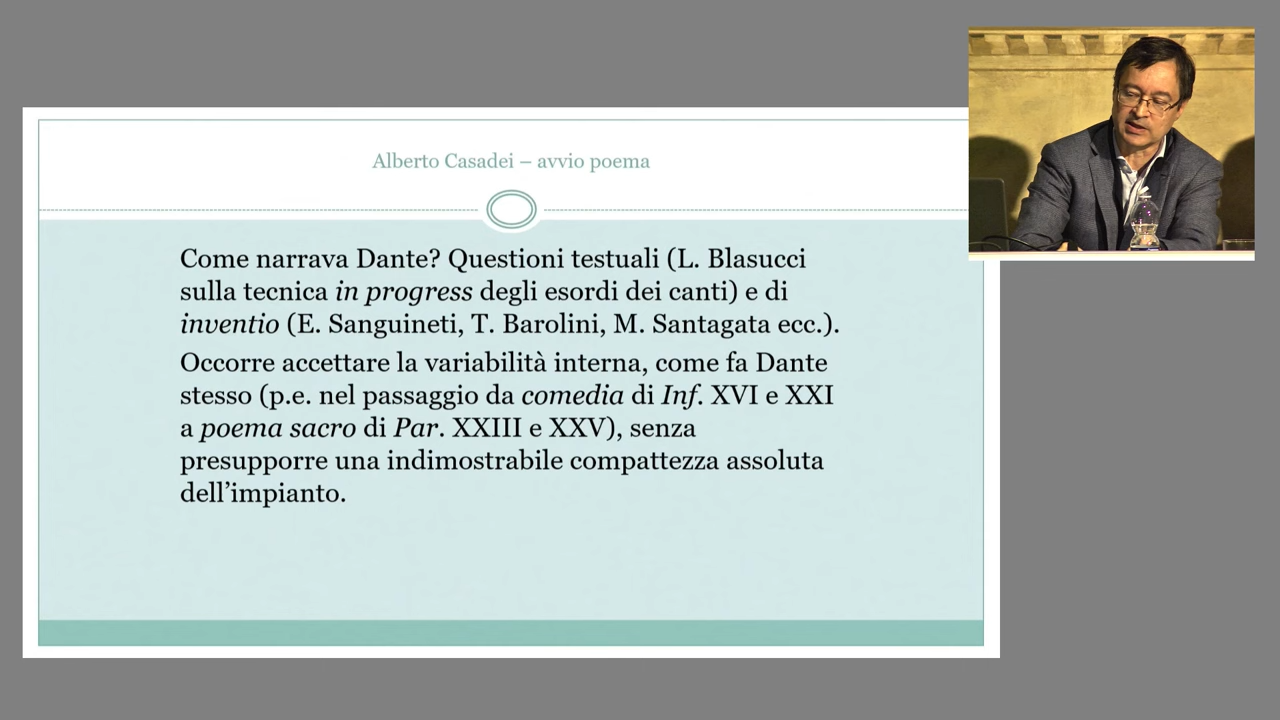 Alberto Casadei – avvio poema
Come narrava Dante? Questioni testuali (L. Blasucci
sulla tecnica in progress degli esordi dei canti) e di
inventio (E. Sanguineti, T. Barolini, M. Santagata ecc.).
Occorre accettare la variabilità interna, come fa Dante
stesso (p.e. nel passaggio da comedia di Inf. XVI e XXI
a poema sacro di Par. XXIII e XXV), senza
presupporre una indimostrabile compattezza assoluta
dell’impianto.